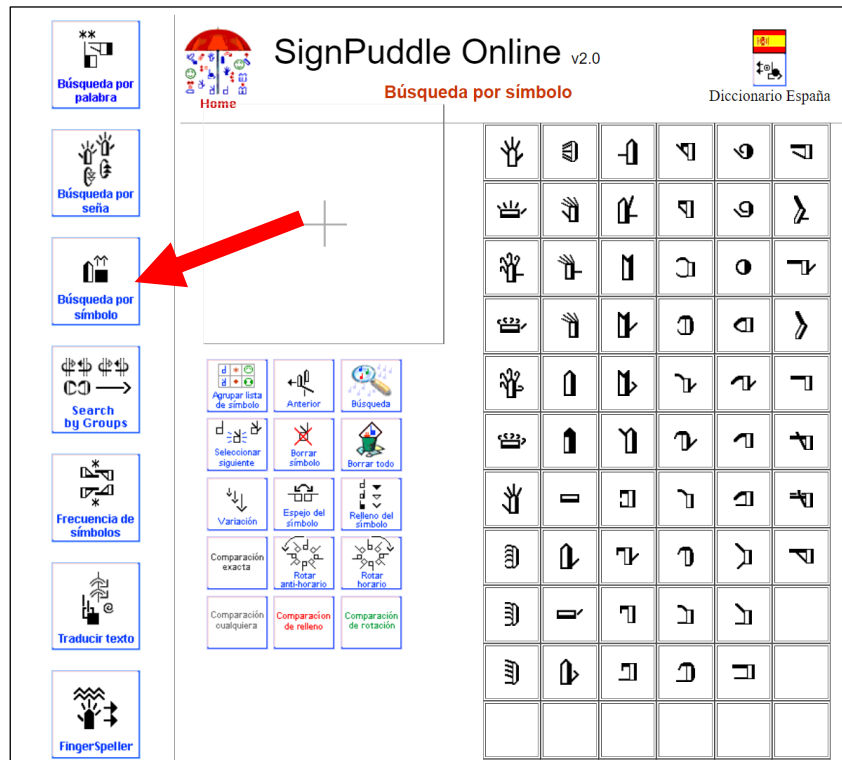 Búsqueda por
palabra
Búsqueda por
seña
Búsqueda por
símbolo
Search
by Groups
Frecuencia de
símbolos
Traducir texto
FingerSpeller
Home
SignPuddle Online v2.0
Búsqueda por símbolo
Diccionario España
Agrupar lista
de símbolo
Anterior
Búsqueda
Seleccionar
siguiente
Borrar
símbolo
Borrar todo
Variación
Espejo del
símbolo
Relleno del
símbolo
Comparación
exacta
Rotar
anti-horario
Rotar
horario
Comparación
cualquiera
Comparacion
de relleno
Comparación
de rotación